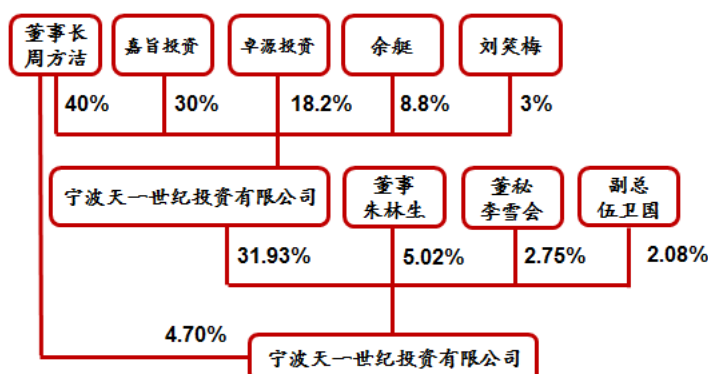 董事长
周方洁
嘉旨投资
卓源投资
余艇
刘笑梅
40%
30%
18.2%
8.8%
3%
宁波天一世纪投资有限公司
董事
朱林生
董秘
李雪会
副总
伍卫国
31.93%
5.02%
2.75%
2.08%
4.70%
宁波天一世纪投资有限公司